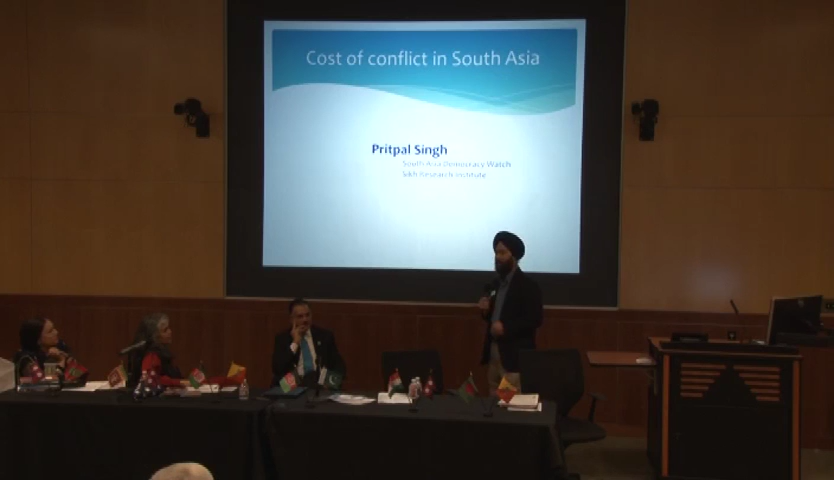 Cost of conflict in South Asia
Pritpal Singh
South Asia Democracy Watch
Sikh Research Institute